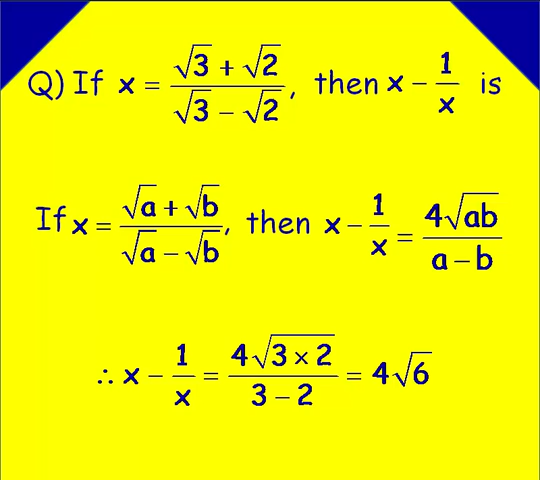 Q) If x = (√3 + √2)/(√3 − √2), then x − 1/x is
If x = (√a + √b)/(√a − √b), then x − 1/x = 4√(ab)/(a − b)
∴ x − 1/x = 4√(3 × 2)/(3 − 2) = 4√6